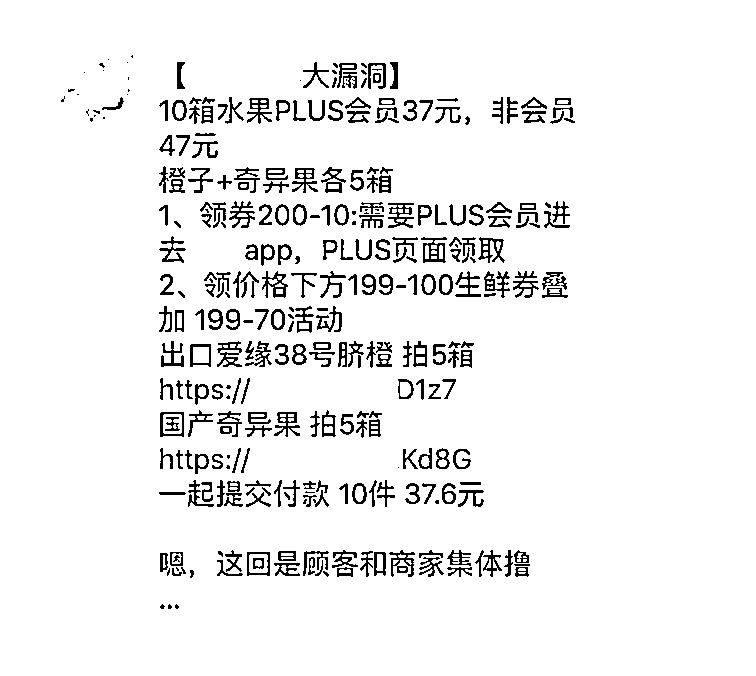 【 大漏洞】
10箱水果PLUS会员37元，非会员
47元
橙子+奇异果各5箱
1、领券200-10:需要PLUS会员进
去 app，PLUS页面领取
2、领价格下方199-100生鲜券叠
加 199-70活动
出口爱缘38号脐橙 拍5箱
https:// D1z7
国产奇异果 拍5箱
https:// Kd8G
一起提交付款 10件 37.6元
嗯，这回是顾客和商家集体撸
...